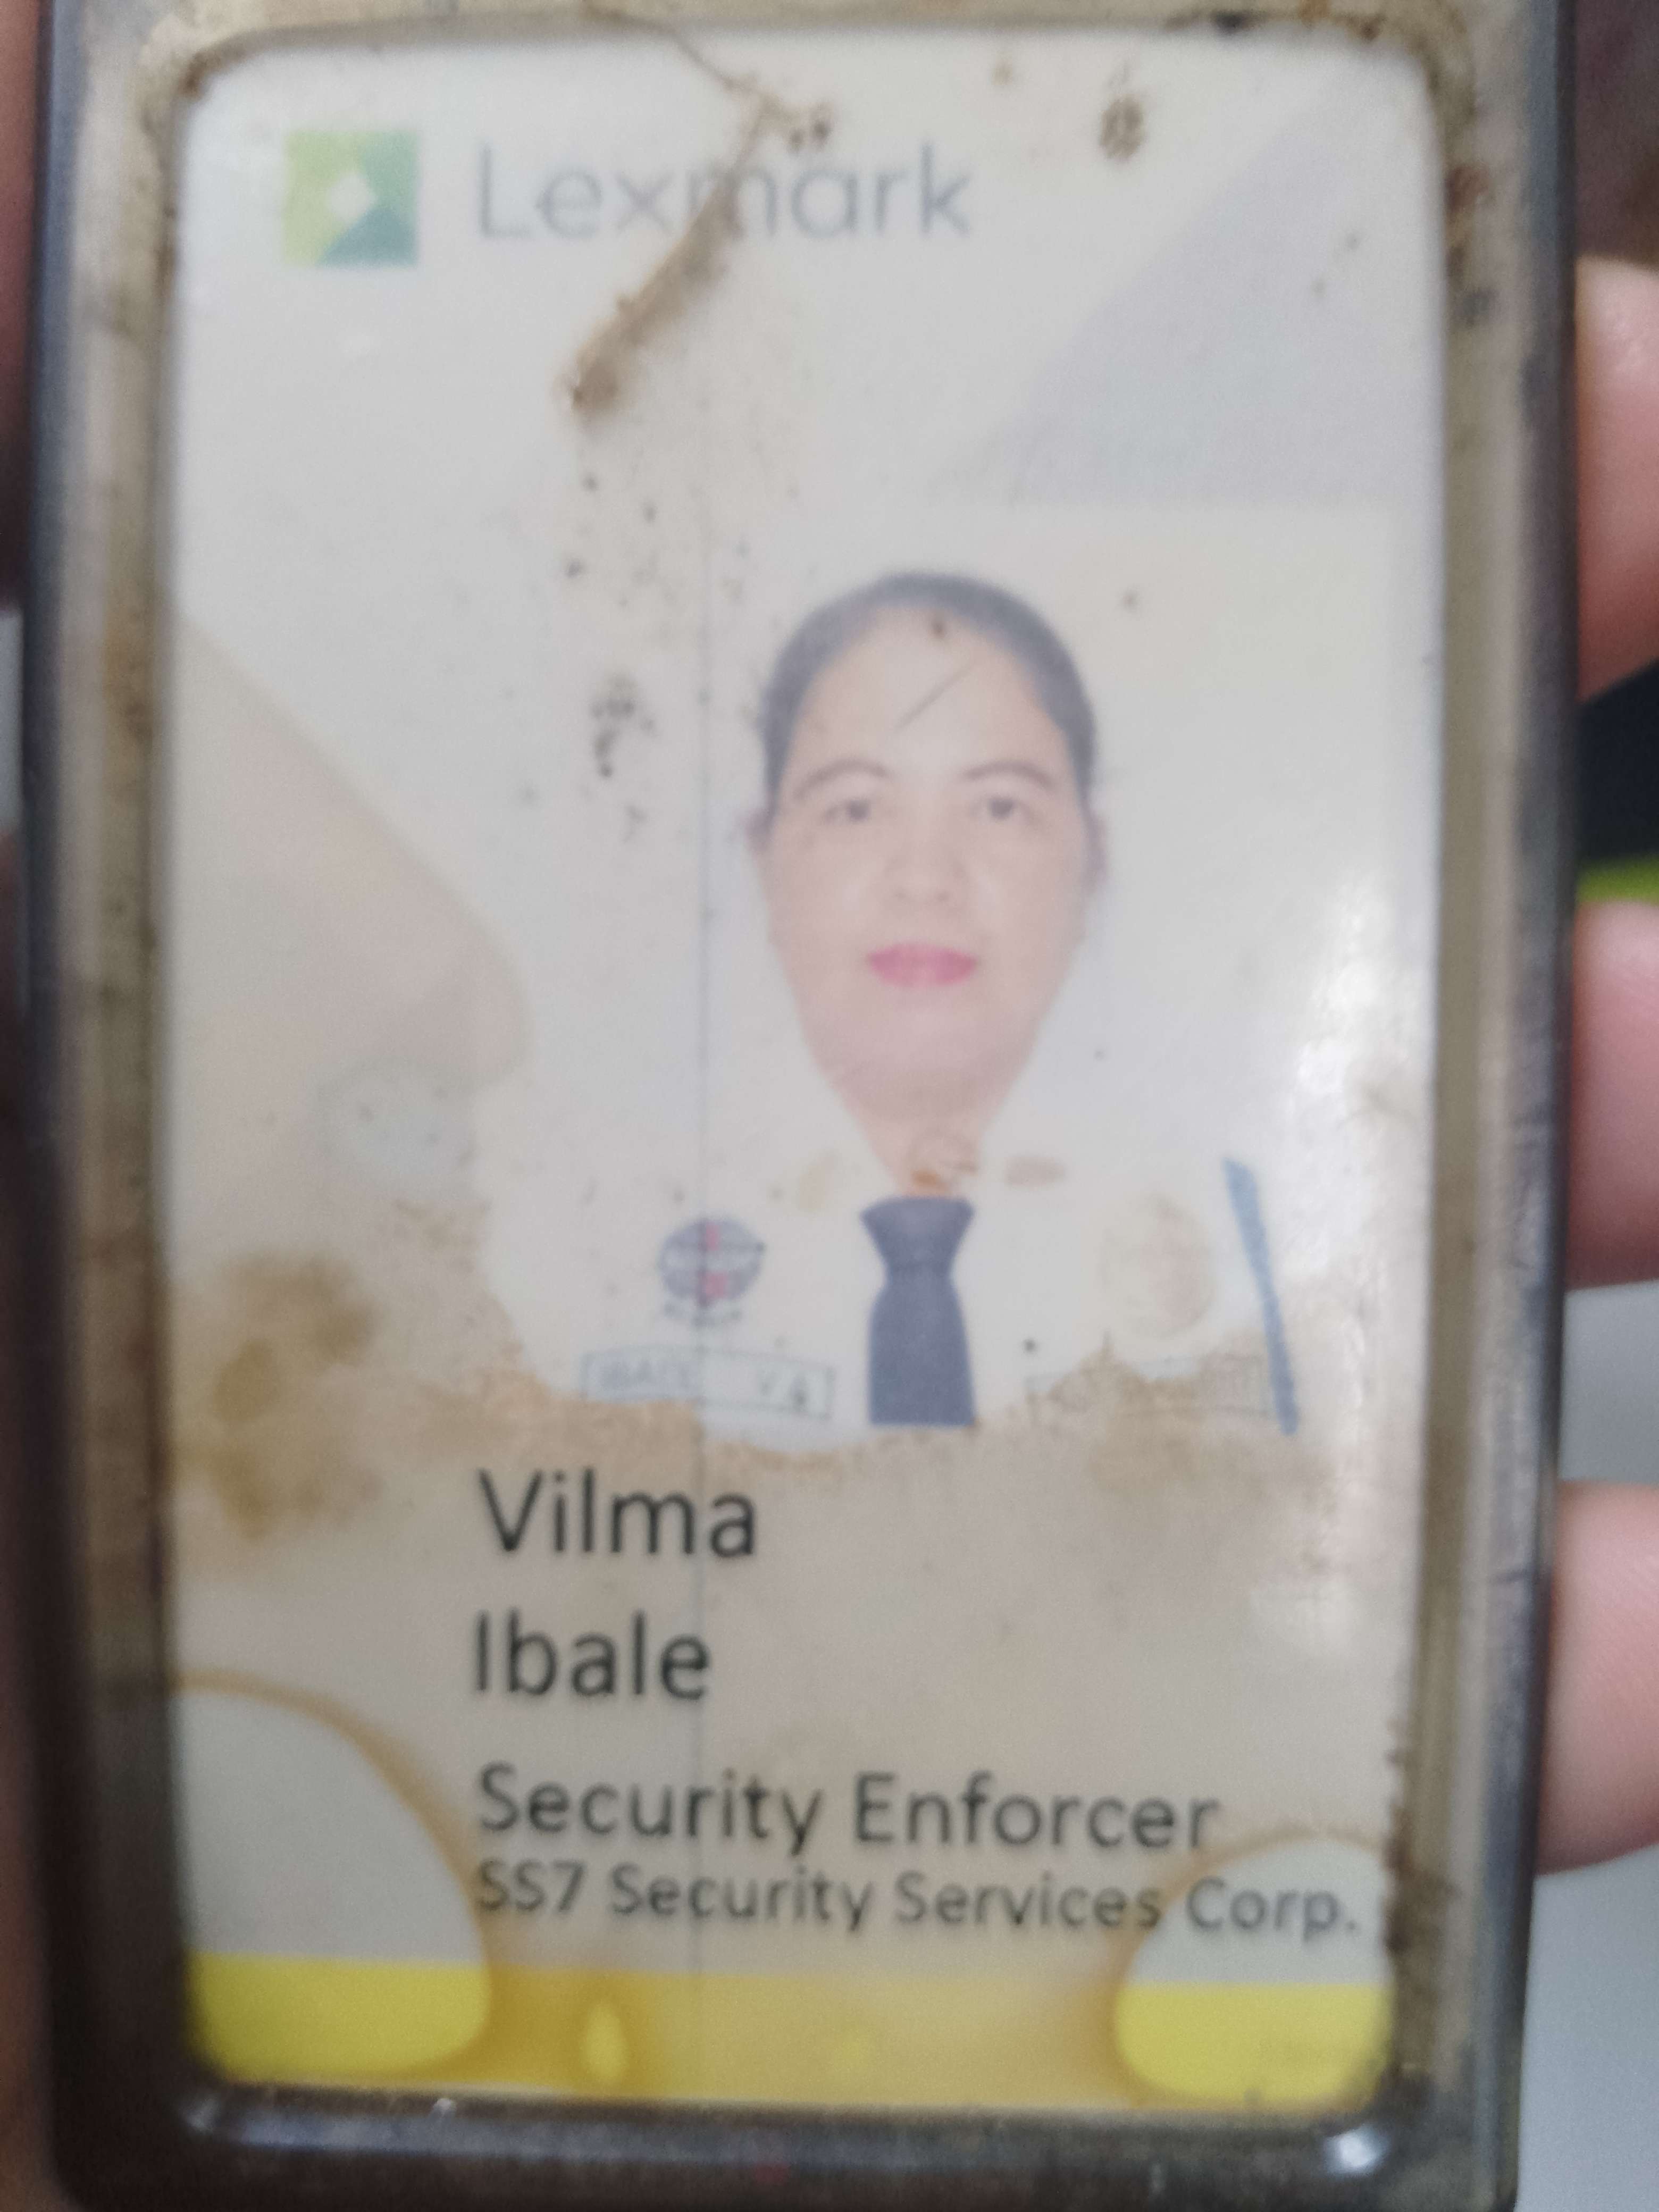 Lexmark
Vilma
Ibale
Security Enforcer
SS7 Security Services Corp.